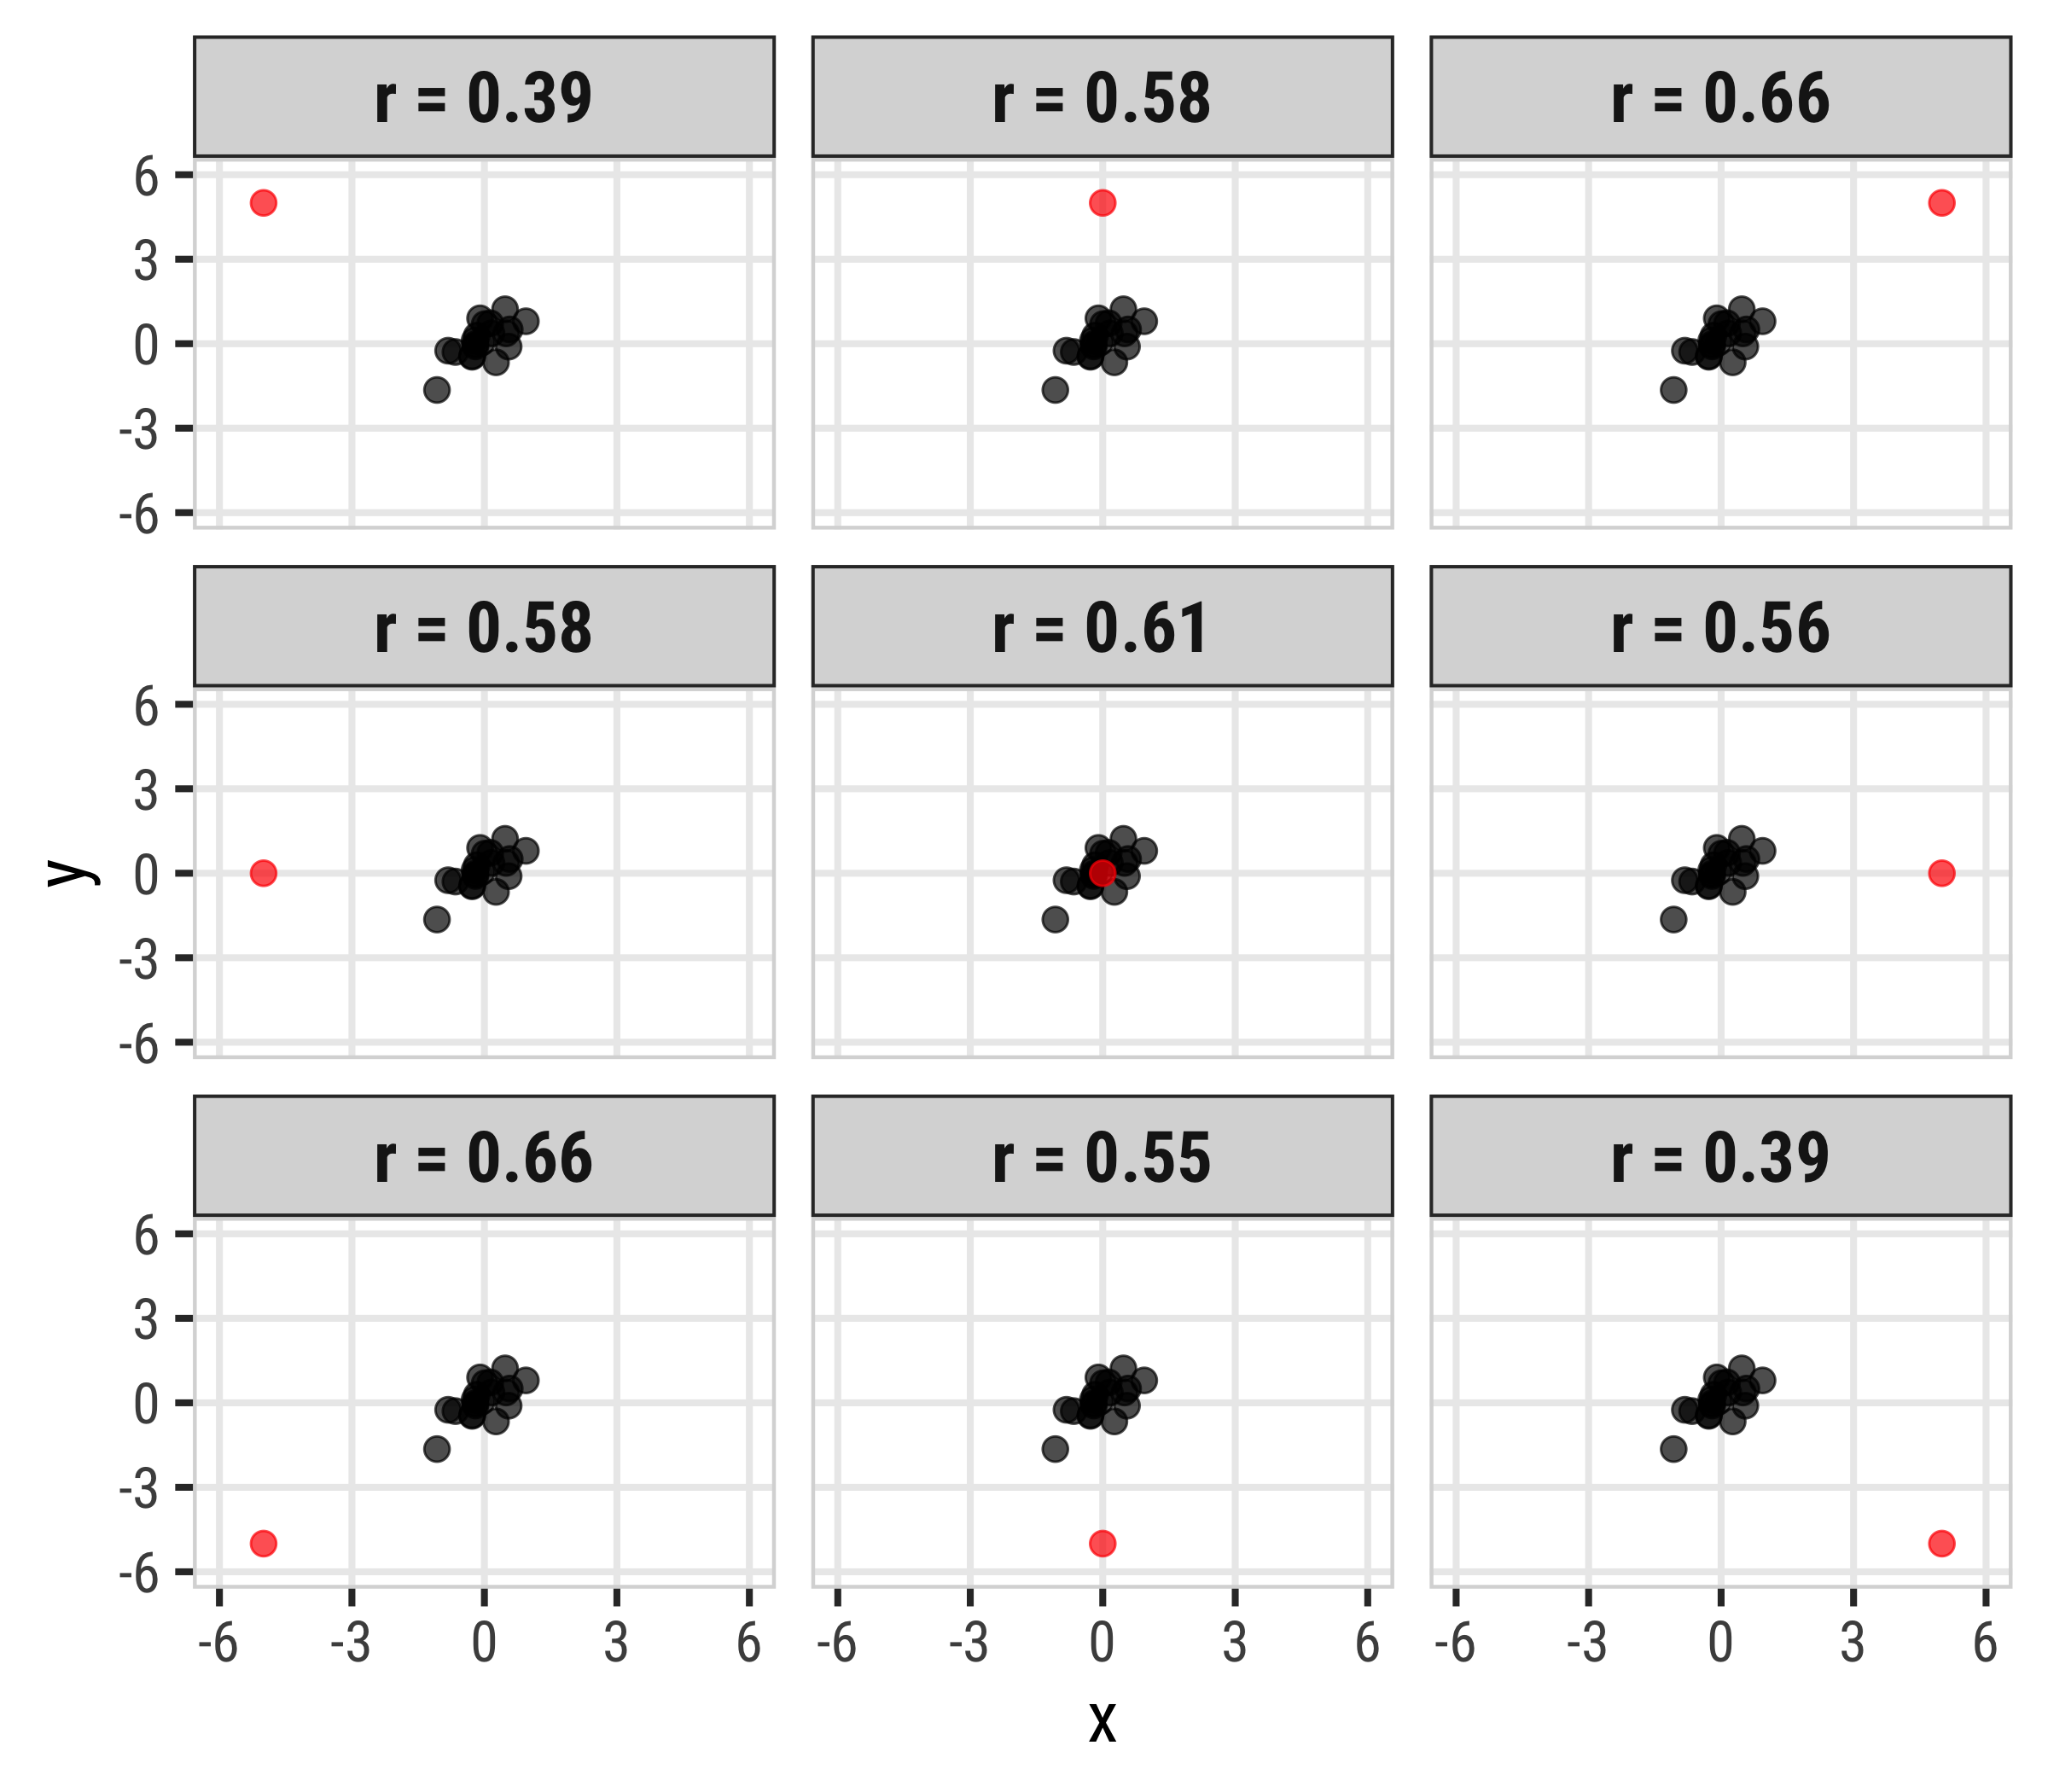 r = 0.39
r = 0.58
r = 0.66
6
3
0
-3
-6
r = 0.58
r = 0.61
r = 0.56
6
3
0
-3
-6
y
r = 0.66
r = 0.55
r = 0.39
6
3
0
-3
-6
-6 -3 0 3 6 -6 -3 0 3 6 -6 -3 0 3 6
x